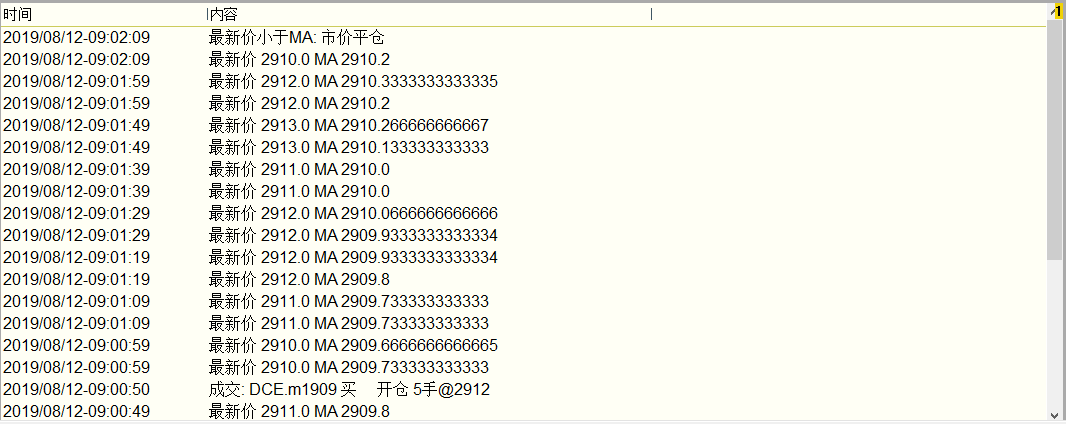 时间 内容
1
2019/08/12-09:02:09 最新价小于MA: 市价平仓
2019/08/12-09:02:09 最新价 2910.0 MA 2910.2
2019/08/12-09:01:59 最新价 2912.0 MA 2910.3333333333335
2019/08/12-09:01:59 最新价 2912.0 MA 2910.2
2019/08/12-09:01:49 最新价 2913.0 MA 2910.266666666667
2019/08/12-09:01:49 最新价 2913.0 MA 2910.133333333333
2019/08/12-09:01:39 最新价 2911.0 MA 2910.0
2019/08/12-09:01:39 最新价 2911.0 MA 2910.0
2019/08/12-09:01:29 最新价 2912.0 MA 2910.0666666666666
2019/08/12-09:01:29 最新价 2912.0 MA 2909.9333333333334
2019/08/12-09:01:19 最新价 2912.0 MA 2909.9333333333334
2019/08/12-09:01:19 最新价 2912.0 MA 2909.8
2019/08/12-09:01:09 最新价 2911.0 MA 2909.733333333333
2019/08/12-09:01:09 最新价 2911.0 MA 2909.733333333333
2019/08/12-09:00:59 最新价 2910.0 MA 2909.6666666666665
2019/08/12-09:00:59 最新价 2910.0 MA 2909.733333333333
2019/08/12-09:00:50 成交: DCE.m1909 买 开仓 5手@2912
2019/08/12-09:00:49 最新价 2911.0 MA 2909.8